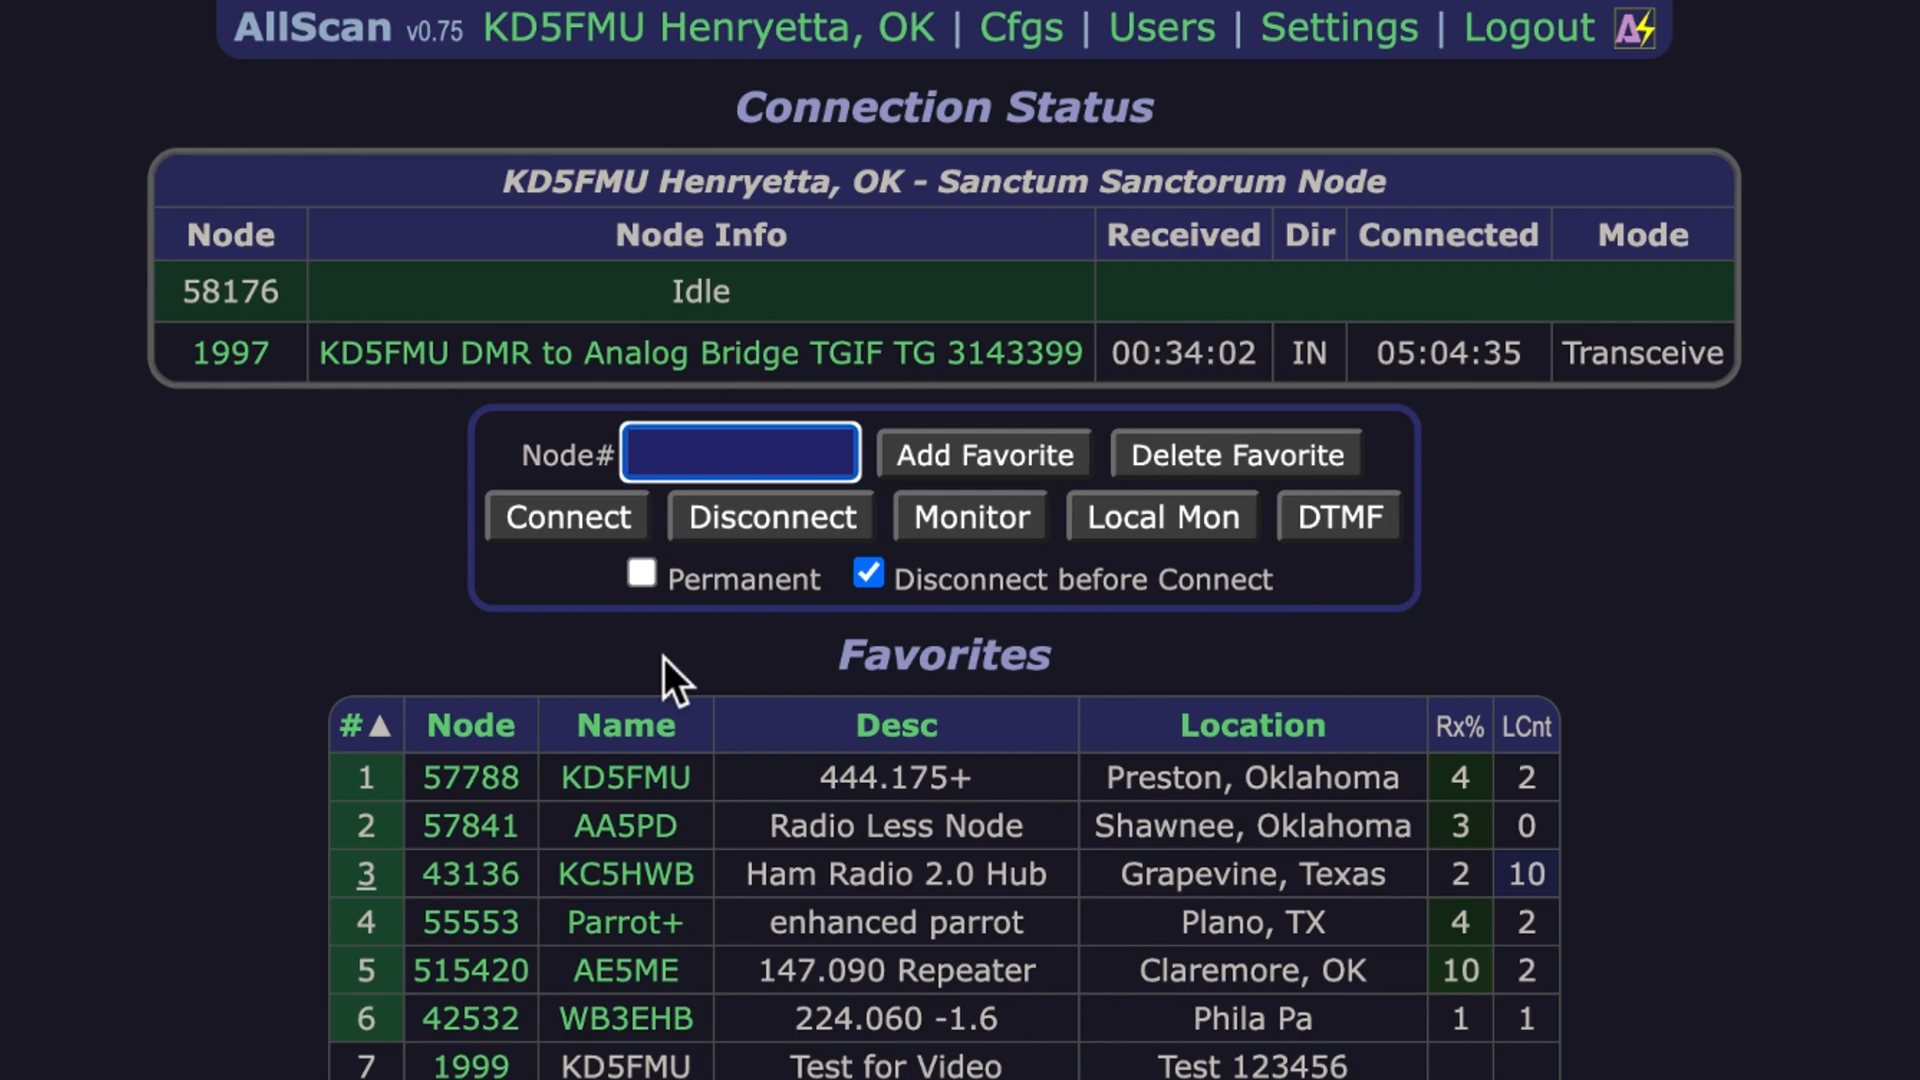 AllScan v0.75 KD5FMU Henryetta, OK | Cfgs | Users | Settings | Logout
Connection Status
KD5FMU Henryetta, OK - Sanctum Sanctorum Node
Node Node Info Received Dir Connected Mode
58176 Idle
1997 KD5FMU DMR to Analog Bridge TGIF TG 3143399 00:34:02 IN 05:04:35 Transceive
Node# Add Favorite Delete Favorite
Connect Disconnect Monitor Local Mon DTMF
Permanent Disconnect before Connect
Favorites
#▲ Node Name Desc Location Rx% LCnt
1 57788 KD5FMU 444.175+ Preston, Oklahoma 4 2
2 57841 AA5PD Radio Less Node Shawnee, Oklahoma 3 0
3 43136 KC5HWB Ham Radio 2.0 Hub Grapevine, Texas 2 10
4 55553 Parrot+ enhanced parrot Plano, TX 4 2
5 515420 AE5ME 147.090 Repeater Claremore, OK 10 2
6 42532 WB3EHB 224.060 -1.6 Phila Pa 1 1
7 1999 KD5FMU Test for Video Test 123456